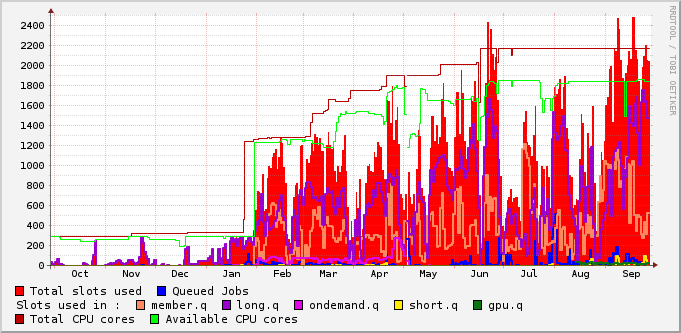 RRDTOOL / TOBI OETIKER
2400
2200
2000
1800
1600
1400
1200
1000
800
600
400
200
0
Oct Nov Dec Jan Feb Mar Apr May Jun Jul Aug Sep
Total slots used Queued Jobs
Slots used in : member.q long.q ondemand.q short.q gpu.q
Total CPU cores Available CPU cores